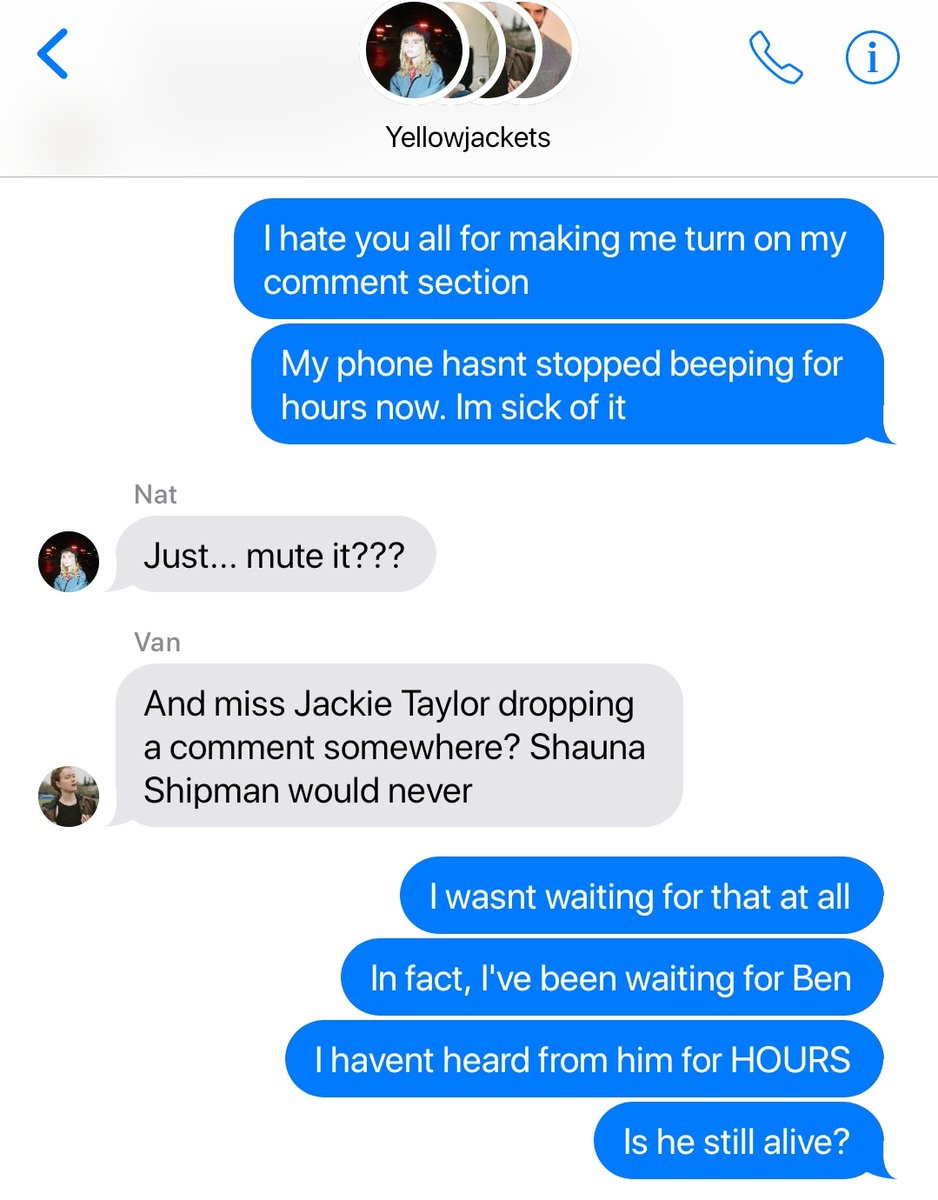 Yellowjackets
I hate you all for making me turn on my
comment section
My phone hasnt stopped beeping for
hours now. Im sick of it
Nat
Just... mute it???
Van
And miss Jackie Taylor dropping
a comment somewhere? Shauna
Shipman would never
I wasnt waiting for that at all
In fact, I've been waiting for Ben
I havent heard from him for HOURS
Is he still alive?